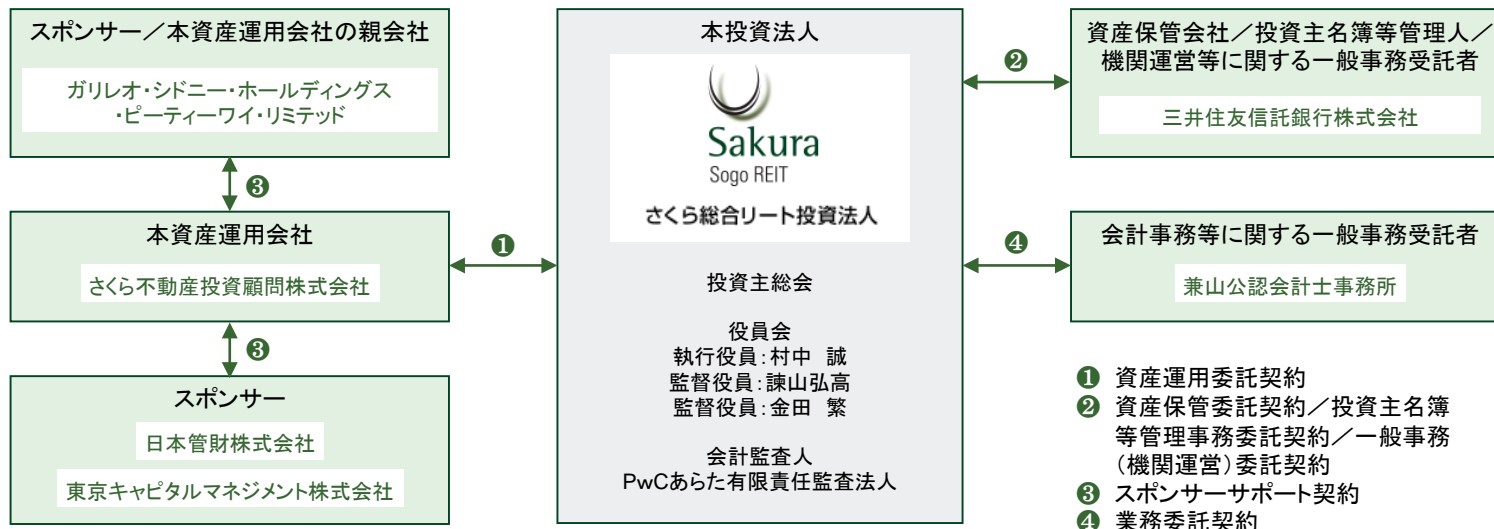 スポンサー／本資産運用会社の親会社
ガリレオ・シドニー・ホールディングス
・ピーティーワイ・リミテッド
❸
本資産運用会社
さくら不動産投資顧問株式会社
❸
スポンサー
日本管財株式会社
東京キャピタルマネジメント株式会社
❶
本投資法人
Sakura
Sogo REIT
さくら総合リート投資法人
投資主総会
役員会
執行役員：村中　誠
監督役員：諫山弘高
監督役員：金田　繁
会計監査人
PwCあらた有限責任監査法人
❷
資産保管会社／投資主名簿等管理人／
機関運営等に関する一般事務受託者
三井住友信託銀行株式会社
❹
会計事務等に関する一般事務受託者
兼山公認会計士事務所
❶ 資産運用委託契約
❷ 資産保管委託契約／投資主名簿
等管理事務委託契約／一般事務
（機関運営）委託契約
❸ スポンサーサポート契約
❹ 業務委託契約